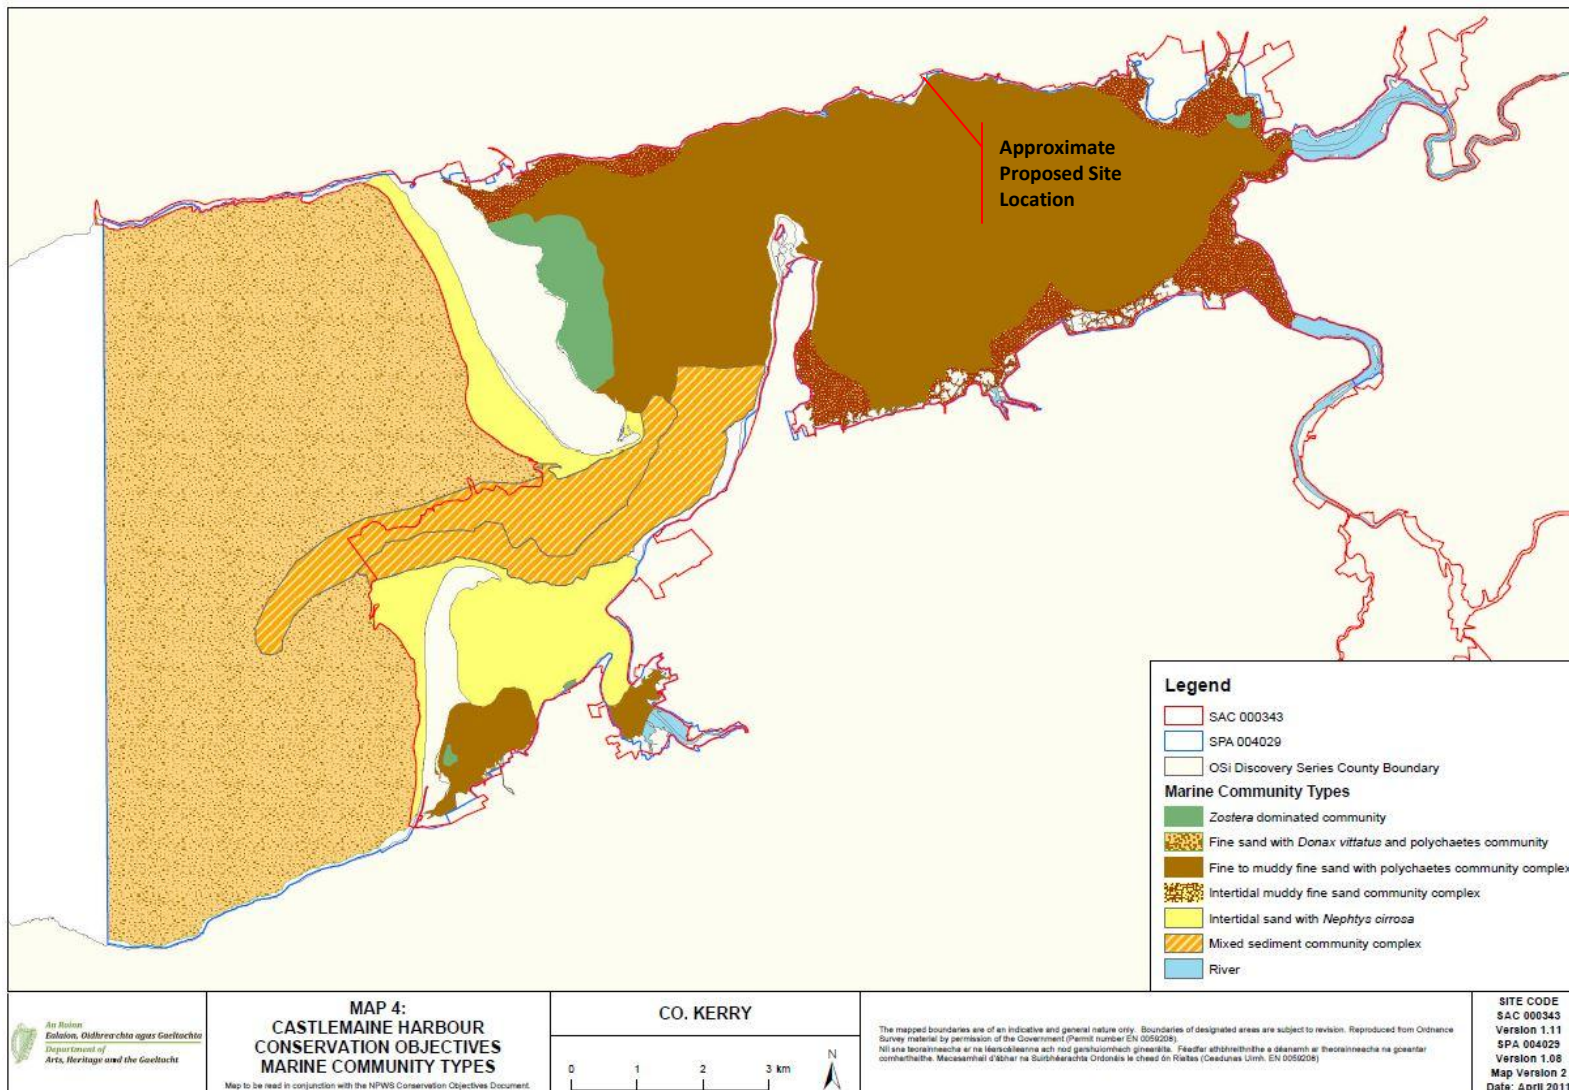 Approximate
Proposed Site
Location
Legend
SAC 000343
SPA 004029
OSi Discovery Series County Boundary
Marine Community Types
Zostera dominated community
Fine sand with Donax vittatus and polychaetes community
Fine to muddy fine sand with polychaetes community complex
Intertidal muddy fine sand community complex
Intertidal sand with Nephtys cirrosa
Mixed sediment community complex
River
An Roinn
Ealaíon, Oidhreachta agus Gaeltachta
Department of
Arts, Heritage and the Gaeltacht
MAP 4:
CASTLEMAINE HARBOUR
CONSERVATION OBJECTIVES
MARINE COMMUNITY TYPES
Map to be read in conjunction with the NPWS Conservation Objectives Document.
CO. KERRY
0 1 2 3 km
N
The mapped boundaries are of an indicative and general nature only. Boundaries of designated areas are subject to revision. Reproduced from Ordnance
Survey material by permission of the Government (Permit number EN 0059208).
SITE CODE
SAC 000343
Version 1.11
SPA 004029
Version 1.08
Map Version 2
Date: April 2011